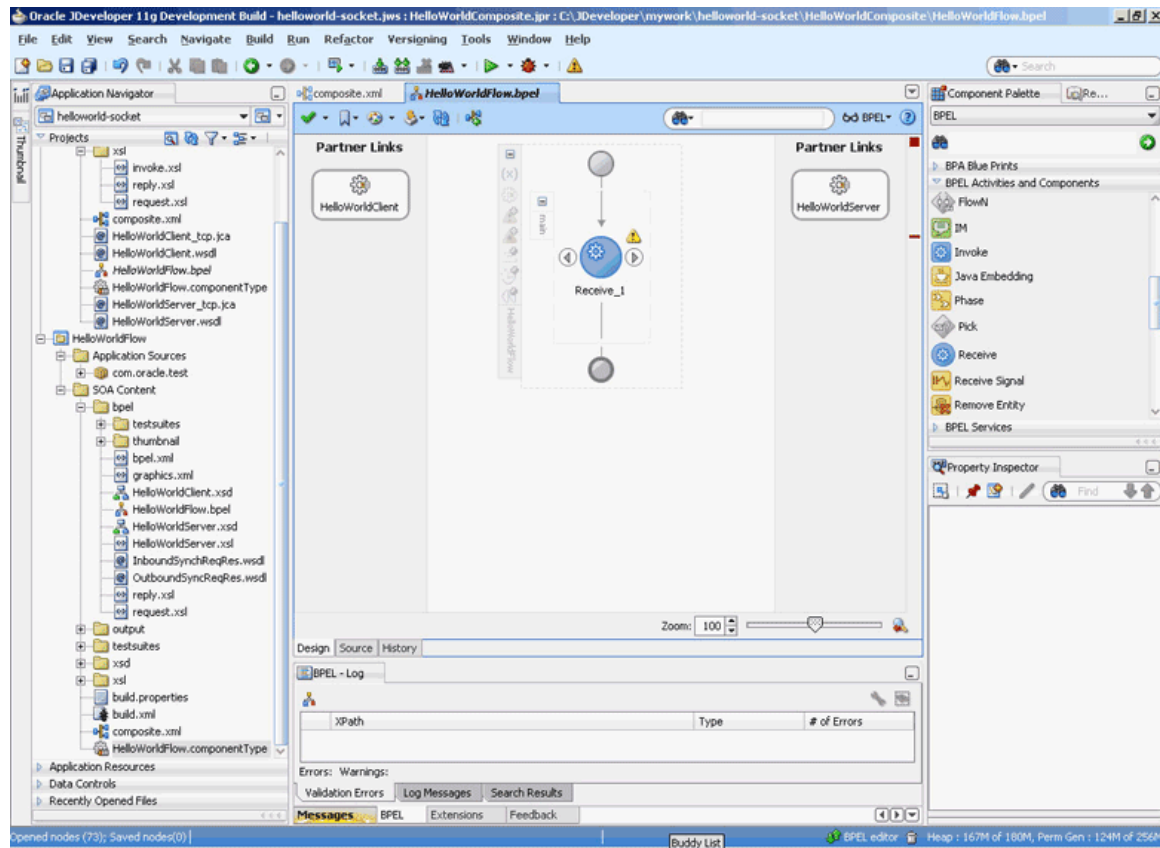 Oracle JDeveloper 11g Development Build - helloworld-socket.jws : HelloWorldComposite.jpr : C:\JDeveloper\mywork\helloworld-socket\HelloWorldComposite\HelloWorldFlow.bpel
File Edit View Search Navigate Build Run Refactor Versioning Tools Window Help
Search
Application Navigator
helloworld-socket
Projects
Thumbnail
xsl
invoke.xsl
reply.xsl
request.xsl
composite.xml
HelloWorldClient_tcp.jca
HelloWorldClient.wsdl
HelloWorldFlow.bpel
HelloWorldFlow.componentType
HelloWorldServer_tcp.jca
HelloWorldServer.wsdl
HelloWorldFlow
Application Sources
com.oracle.test
SOA Content
bpel
testsuites
thumbnail
bpel.xml
graphics.xml
HelloWorldClient.xsd
HelloWorldFlow.bpel
HelloWorldServer.xsd
HelloWorldServer.xsl
InboundSynchReqRes.wsdl
OutboundSyncReqRes.wsdl
reply.xsl
request.xsl
output
testsuites
xsd
xsl
build.properties
build.xml
composite.xml
HelloWorldFlow.componentType
Application Resources
Data Controls
Recently Opened Files
composite.xml HelloWorldFlow.bpel
BPEL
Partner Links
HelloWorldClient
main
Receive_1
HelloWorldFlow
Partner Links
HelloWorldServer
Zoom: 100
Design Source History
BPEL - Log
XPath Type # of Errors
Errors: Warnings:
Validation Errors Log Messages Search Results
Messages BPEL Extensions Feedback
Component Palette Re...
BPEL
BPA Blue Prints
BPEL Activities and Components
FlowN
IM
Invoke
Java Embedding
Phase
Pick
Receive
Receive Signal
Remove Entity
BPEL Services
Property Inspector
Find
Opened nodes (73); Saved nodes(0)
Buddy List
BPEL editor
Heap : 167M of 180M, Perm Gen : 124M of 256M